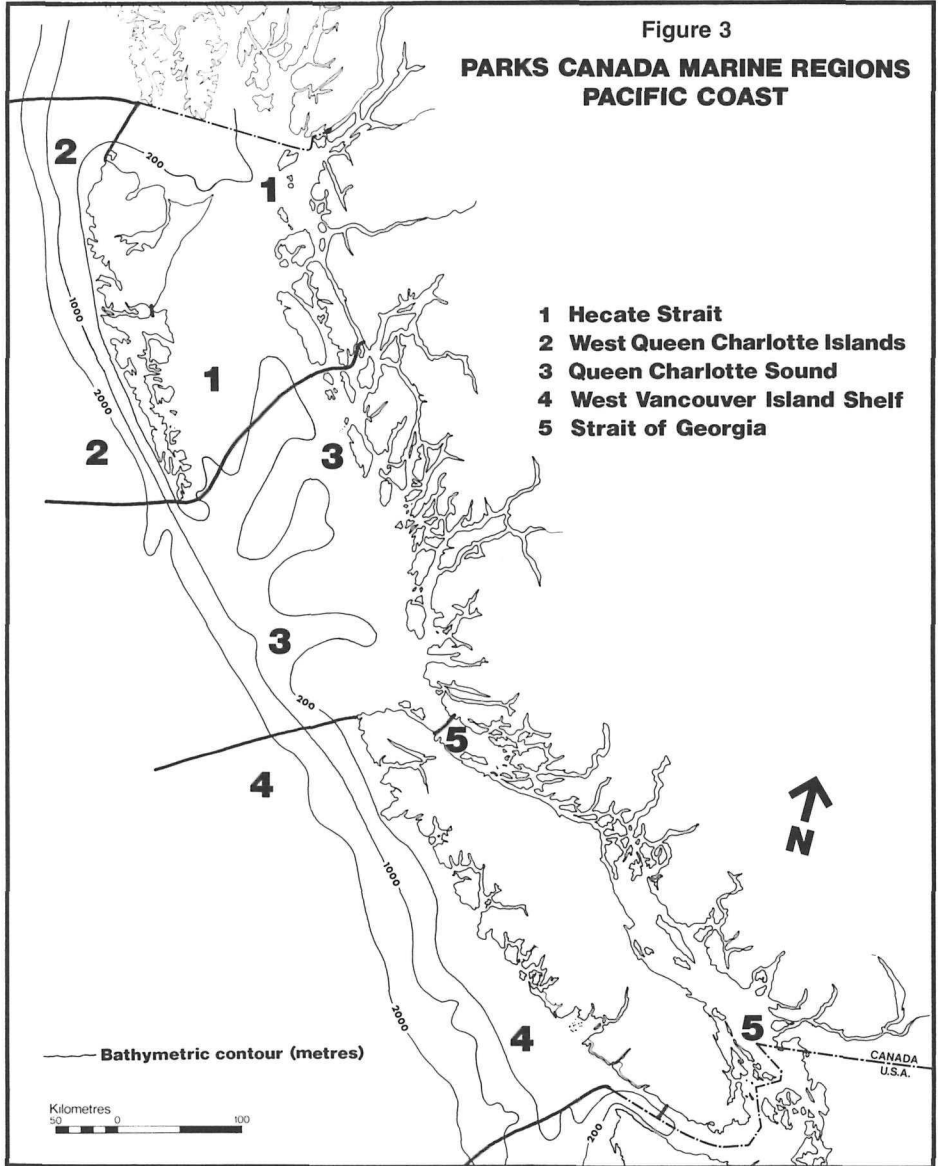 Figure 3
PARKS CANADA MARINE REGIONS
PACIFIC COAST
2
200
1
1000
1 Hecate Strait
2 West Queen Charlotte Islands
3 Queen Charlotte Sound
4 West Vancouver Island Shelf
5 Strait of Georgia
1
2000
2
3
3
200
5
4
N
1000
2000
4
5
CANADA
U.S.A.
Bathymetric contour (metres)
Kilometres
50 0 100
200